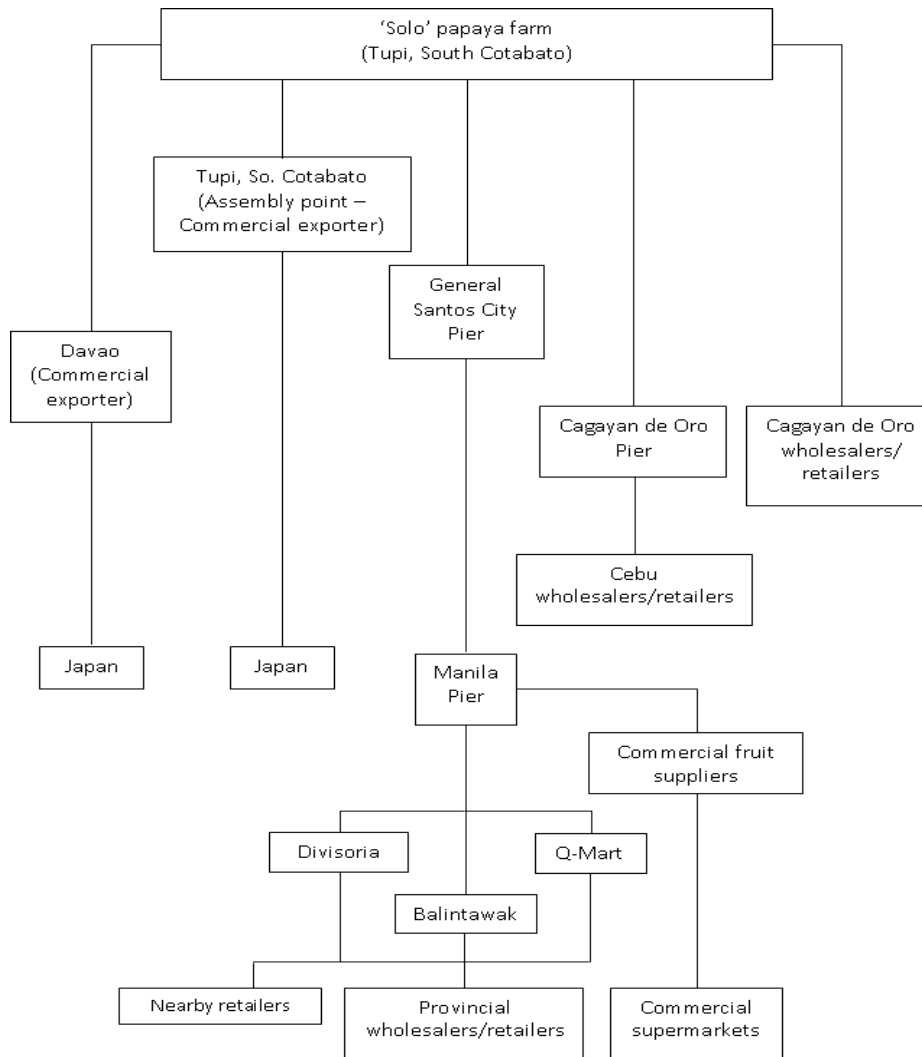 ‘Solo’ papaya farm
(Tupi, South Cotabato)
Tupi, So. Cotabato
(Assembly point –
Commercial exporter)
General
Santos City
Pier
Davao
(Commercial
exporter)
Cagayan de Oro
Pier
Cagayan de Oro
wholesalers/
retailers
Cebu
wholesalers/retailers
Japan
Japan
Manila
Pier
Commercial fruit
suppliers
Divisoria
Q-Mart
Balintawak
Nearby retailers
Provincial
wholesalers/retailers
Commercial
supermarkets